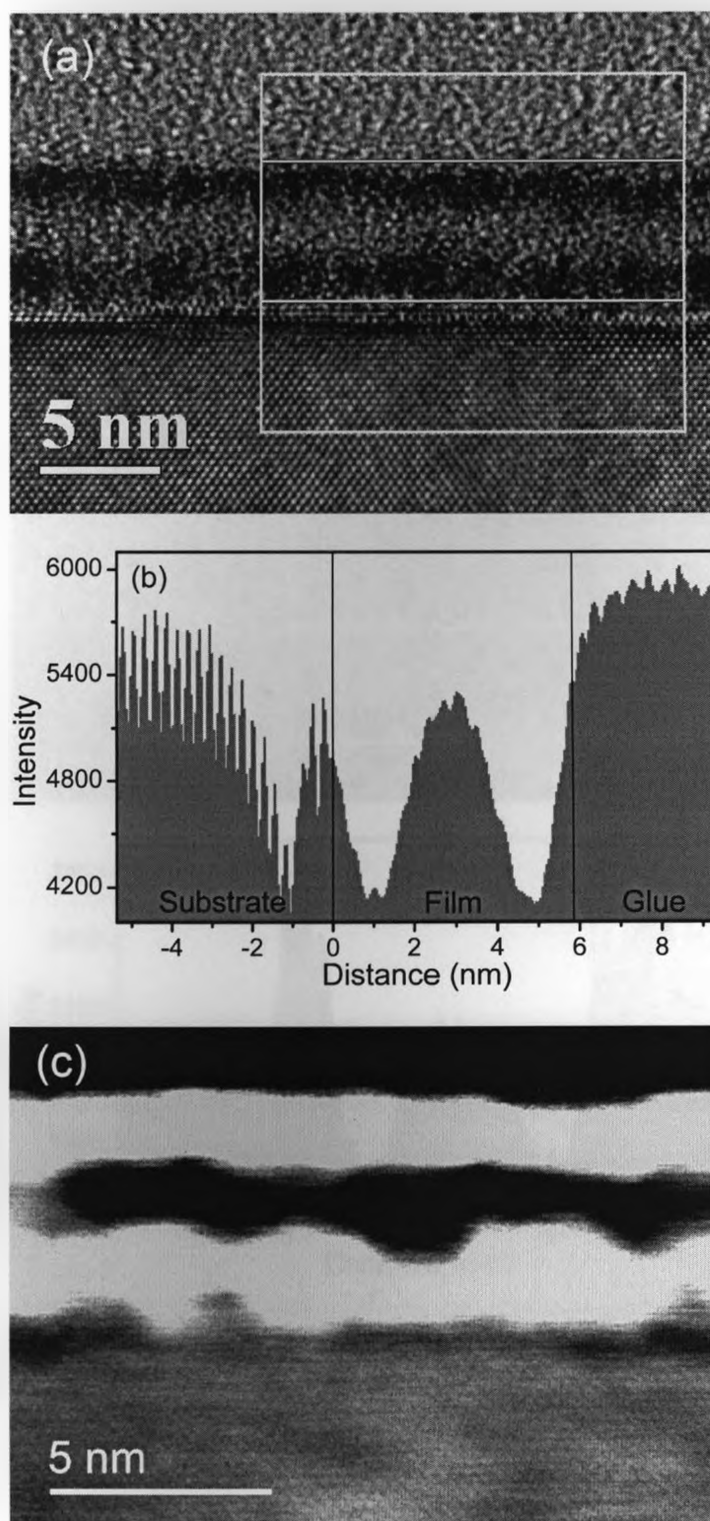 (a)
5 nm
(b)
6000
5400
4800
4200
Intensity
Substrate Film Glue
-4 -2 0 2 4 6 8
Distance (nm)
(c)
5 nm